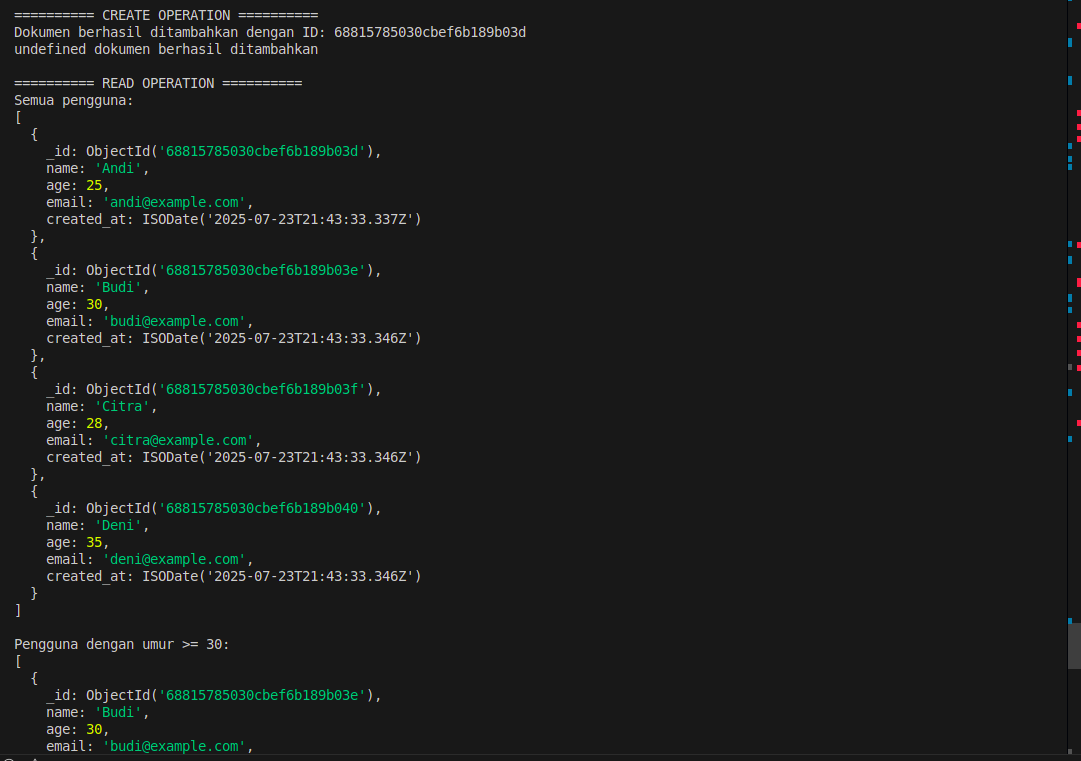 ========== CREATE OPERATION ==========
Dokumen berhasil ditambahkan dengan ID: 68815785030cbef6b189b03d
undefined dokumen berhasil ditambahkan
========== READ OPERATION ==========
Semua pengguna:
[
  {
    _id: ObjectId('68815785030cbef6b189b03d'),
    name: 'Andi',
    age: 25,
    email: 'andi@example.com',
    created_at: ISODate('2025-07-23T21:43:33.337Z')
  },
  {
    _id: ObjectId('68815785030cbef6b189b03e'),
    name: 'Budi',
    age: 30,
    email: 'budi@example.com',
    created_at: ISODate('2025-07-23T21:43:33.346Z')
  },
  {
    _id: ObjectId('68815785030cbef6b189b03f'),
    name: 'Citra',
    age: 28,
    email: 'citra@example.com',
    created_at: ISODate('2025-07-23T21:43:33.346Z')
  },
  {
    _id: ObjectId('68815785030cbef6b189b040'),
    name: 'Deni',
    age: 35,
    email: 'deni@example.com',
    created_at: ISODate('2025-07-23T21:43:33.346Z')
  }
]
Pengguna dengan umur >= 30:
[
  {
    _id: ObjectId('68815785030cbef6b189b03e'),
    name: 'Budi',
    age: 30,
    email: 'budi@example.com',